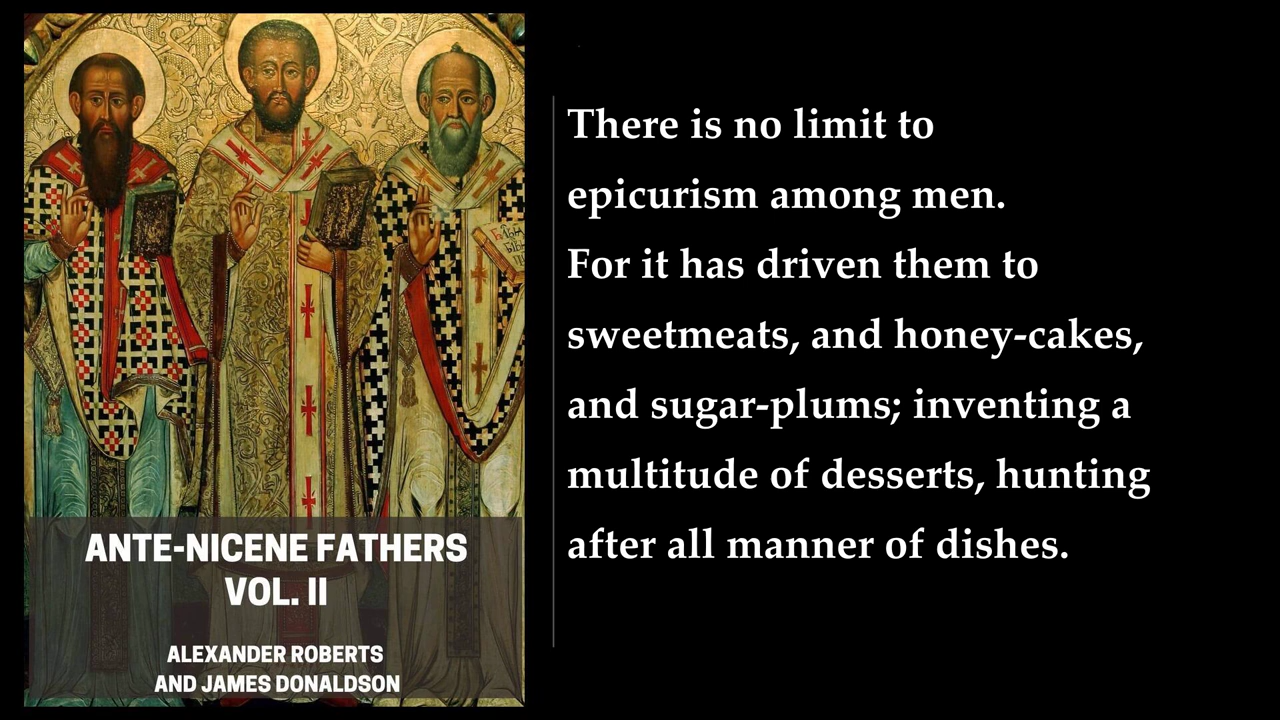 There is no limit to
epicurism among men.
For it has driven them to
sweetmeats, and honey-cakes,
and sugar-plums; inventing a
multitude of desserts, hunting
after all manner of dishes.
ANTE-NICENE FATHERS
VOL. II
ALEXANDER ROBERTS
AND JAMES DONALDSON